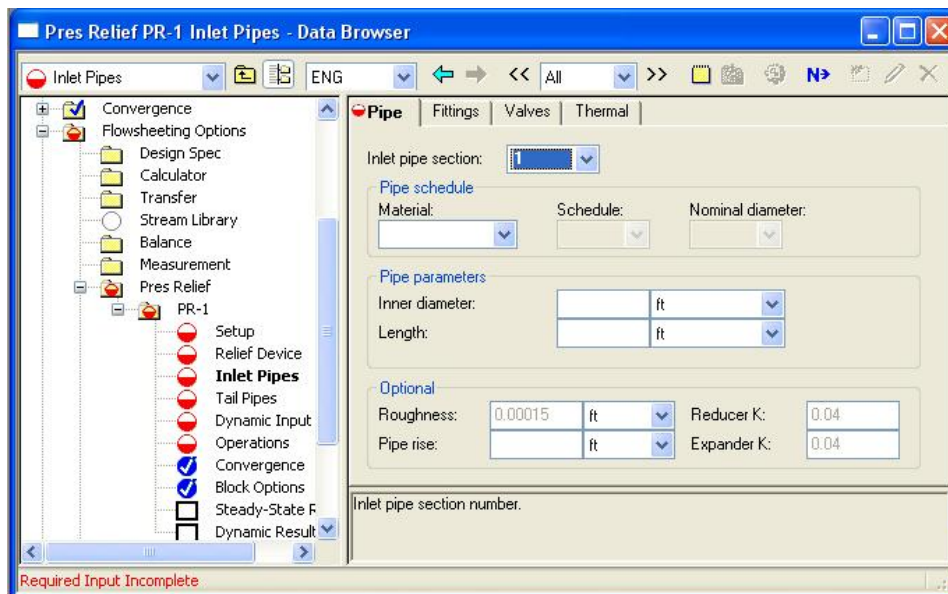 Pres Relief PR-1 Inlet Pipes - Data Browser
Inlet Pipes ENG << All >> N>
Convergence
Flowsheeting Options
Design Spec
Calculator
Transfer
Stream Library
Balance
Measurement
Pres Relief
PR-1
Setup
Relief Device
Inlet Pipes
Tail Pipes
Dynamic Input
Operations
Convergence
Block Options
Steady-State R
Dynamic Result
Pipe Fittings Valves Thermal
Inlet pipe section: 1
Pipe schedule
Material: Schedule: Nominal diameter:
Pipe parameters
Inner diameter: ft
Length: ft
Optional
Roughness: 0.00015 ft Reducer K: 0.04
Pipe rise: ft Expander K: 0.04
Inlet pipe section number.
Required Input Incomplete